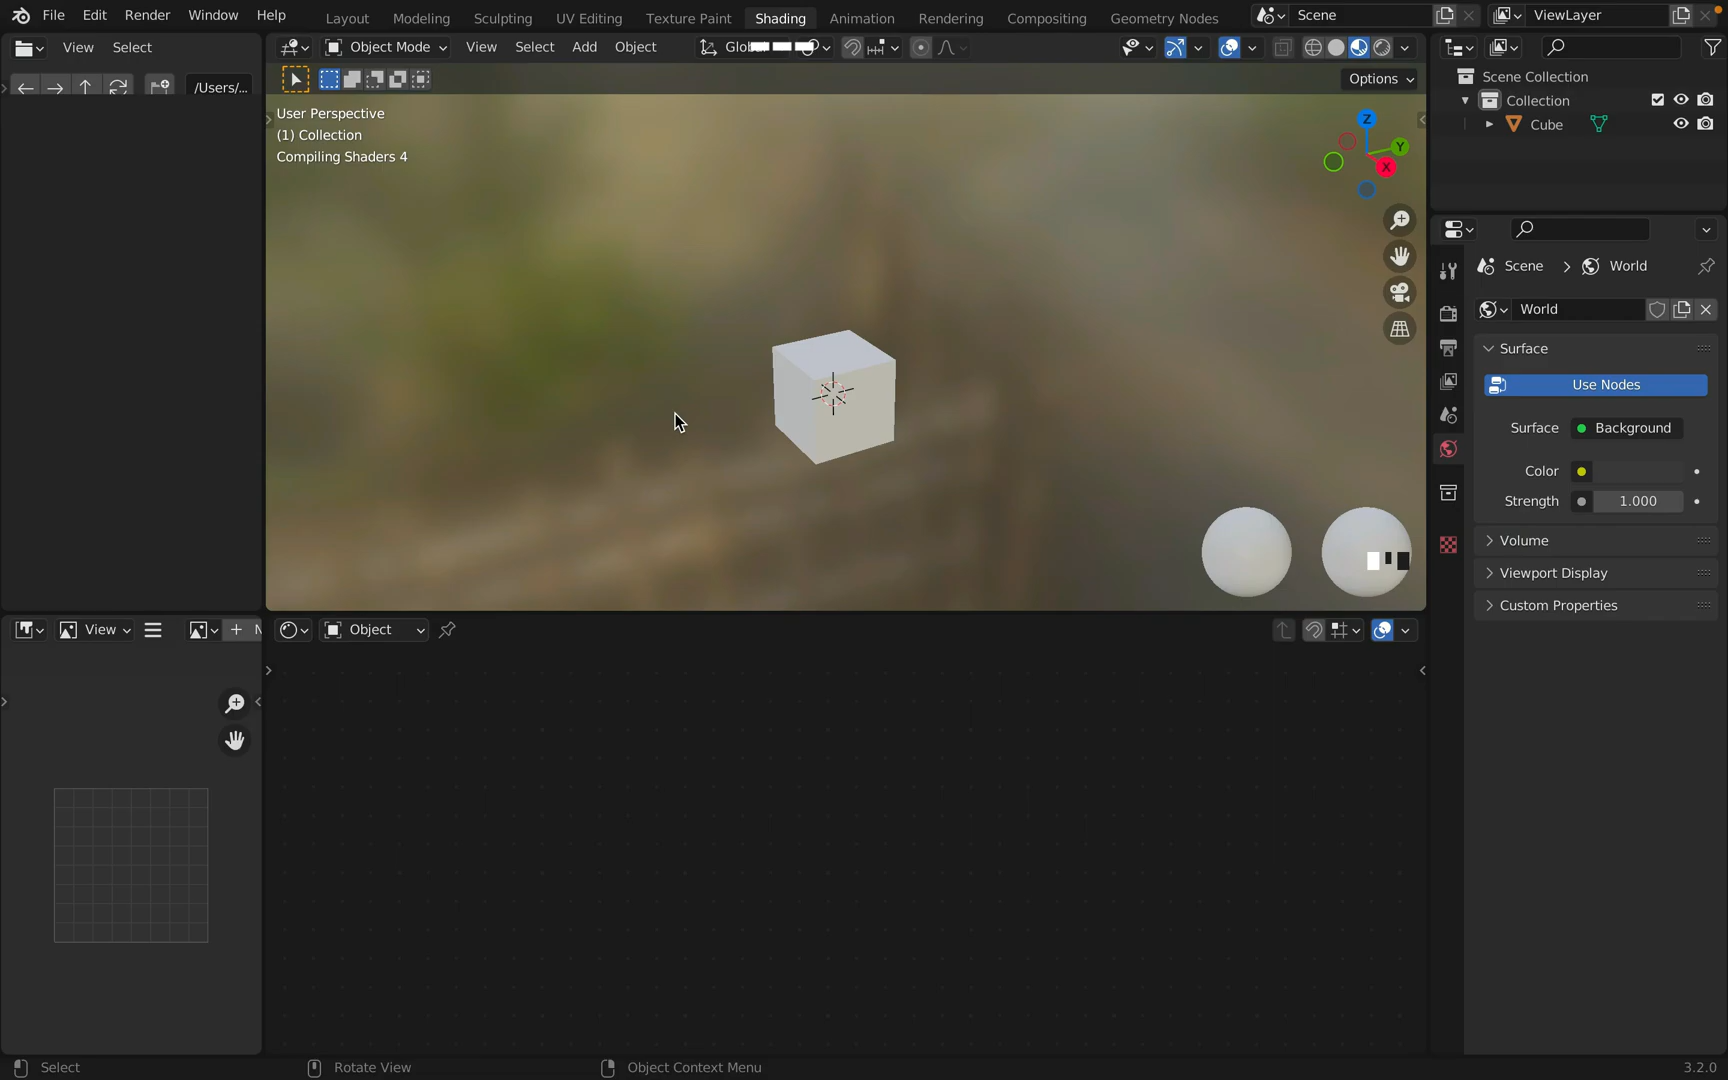 File Edit Render Window Help
Layout Modeling Sculpting UV Editing Texture Paint Shading Animation Rendering Compositing Geometry Nodes
Scene
ViewLayer
View Select
Object Mode View Select Add Object
/Users/...
Options
User Perspective
(1) Collection
Compiling Shaders 4
Z
Y
X
Scene Collection
Collection
Cube
Scene World
World
Surface
Use Nodes
Surface Background
Color
Strength 1.000
Volume
Viewport Display
Custom Properties
View
Object
Select
Rotate View
Object Context Menu
3.2.0